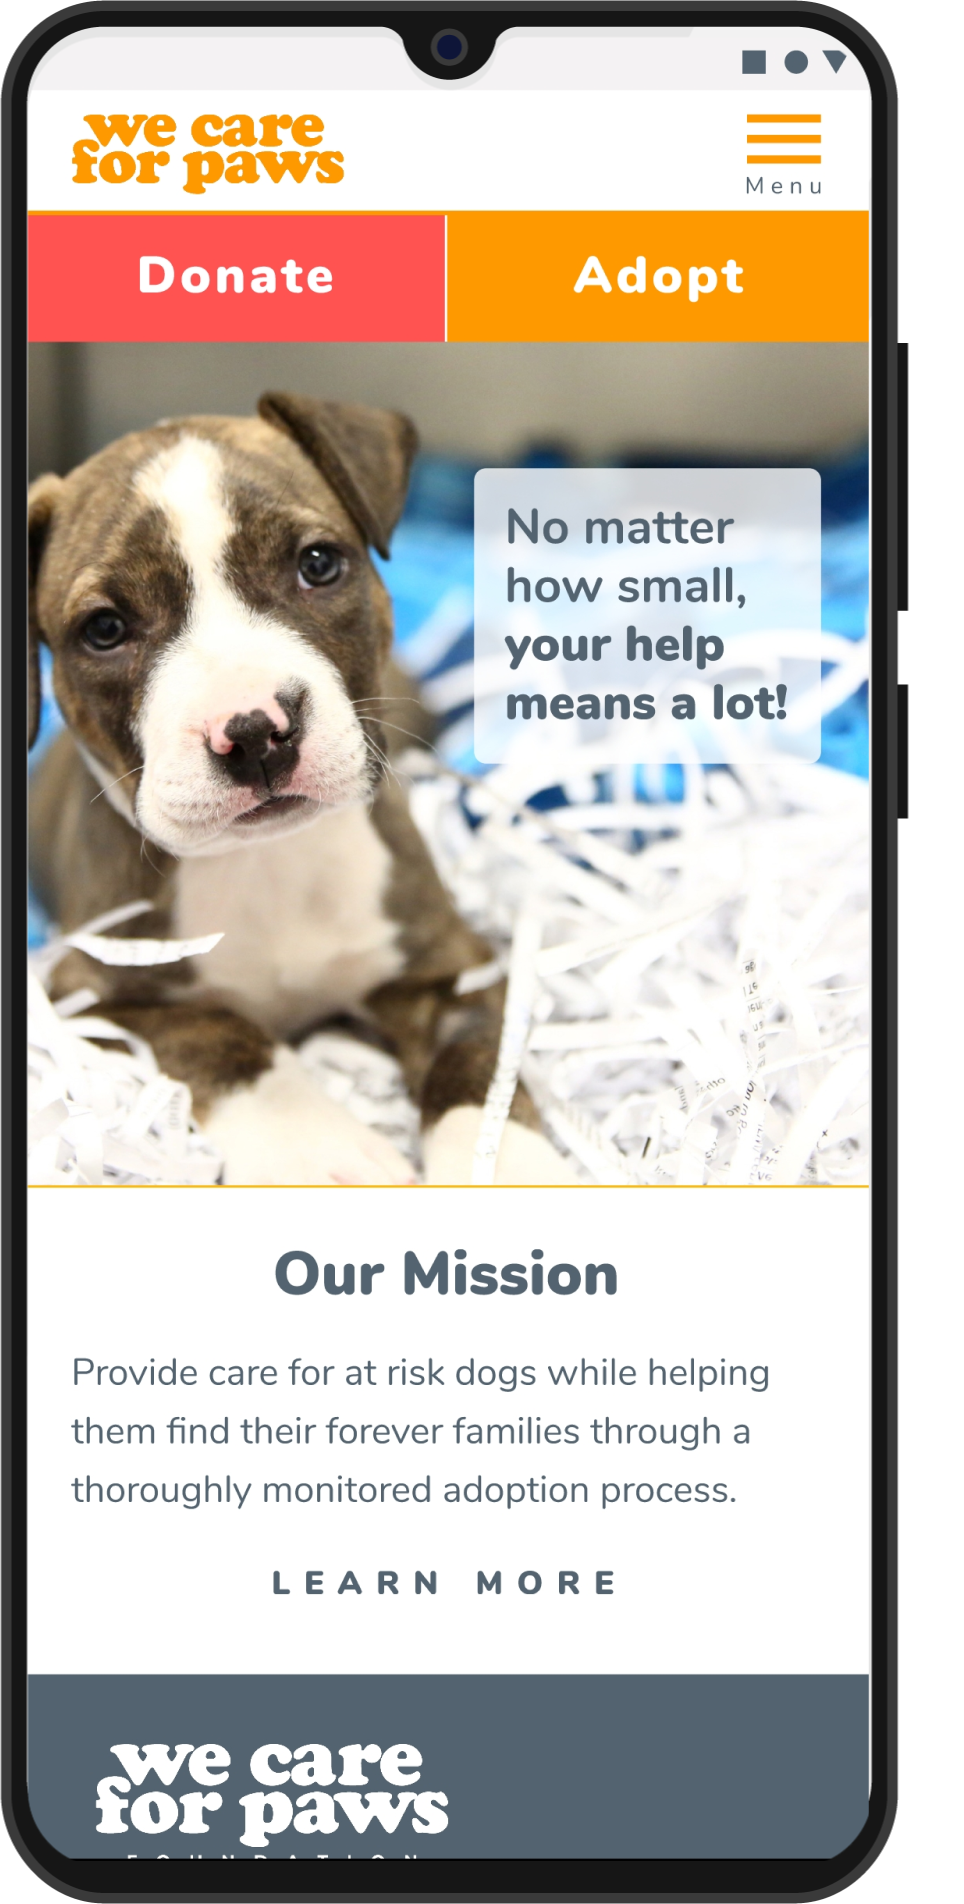 we care
for paws
Menu
Donate
Adopt
No matter
how small,
your help
means a lot!
Our Mission
Provide care for at risk dogs while helping
them find their forever families through a
thoroughly monitored adoption process.
LEARN MORE
we care
for paws